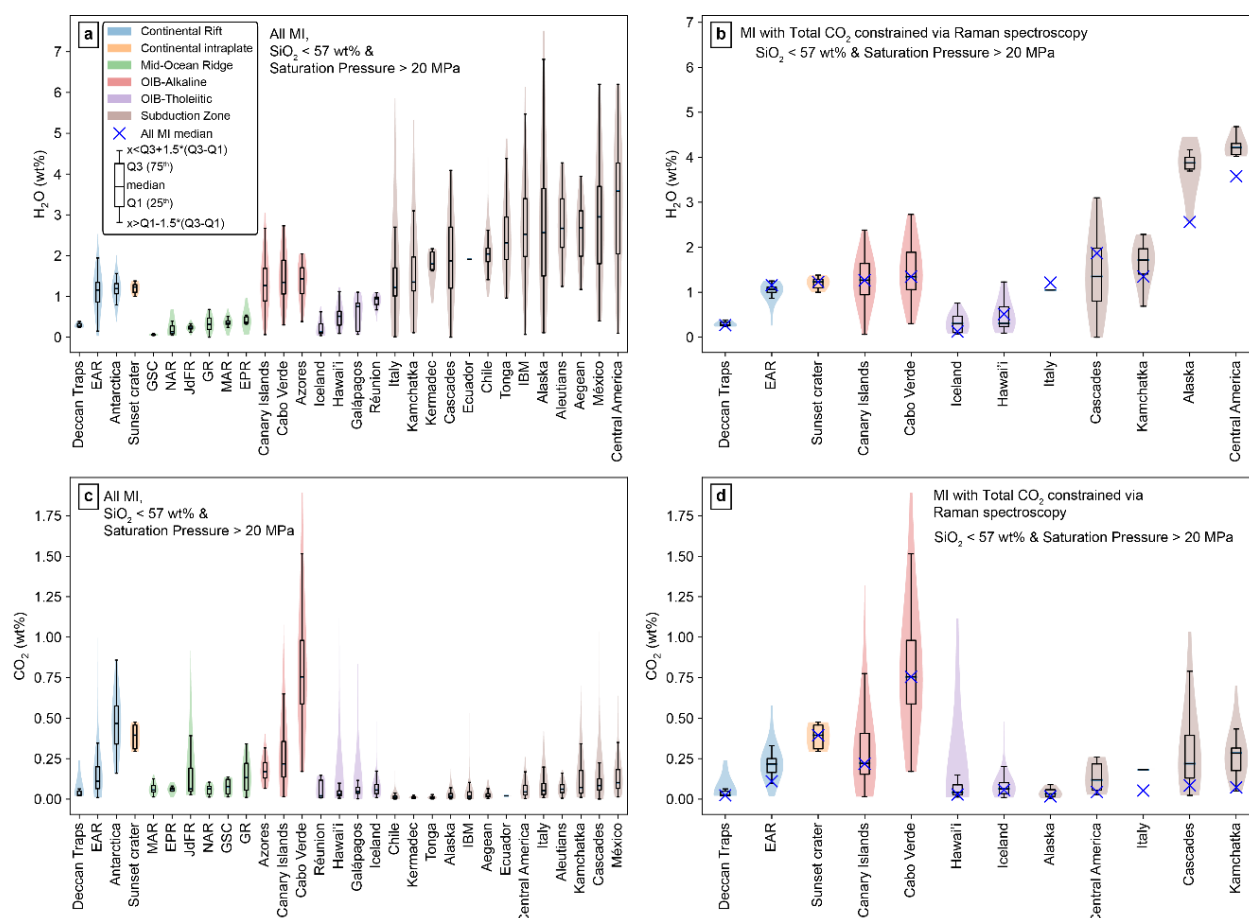 a
All MI,
SiO2 < 57 wt% &
Saturation Pressure > 20 MPa
Continental Rift
Continental intraplate
Mid-Ocean Ridge
OIB-Alkaline
OIB-Tholeiitic
Subduction Zone
All MI median
x<Q3+1.5*(Q3-Q1)
Q3 (75th)
median
Q1 (25th)
x>Q1-1.5*(Q3-Q1)
H2O (wt%)
7
6
5
4
3
2
1
0
Deccan Traps
EAR
Antarctica
Sunset crater
GSC
NAR
JdFR
GR
MAR
EPR
Canary Islands
Cabo Verde
Azores
Iceland
Hawai'i
Galápagos
Réunion
Italy
Kamchatka
Kermadec
Cascades
Ecuador
Chile
Tonga
IBM
Alaska
Aleutians
Aegean
México
Central America
b
MI with Total CO2 constrained via Raman spectroscopy
SiO2 < 57 wt% & Saturation Pressure > 20 MPa
H2O (wt%)
7
6
5
4
3
2
1
0
Deccan Traps
EAR
Sunset crater
Canary Islands
Cabo Verde
Iceland
Hawai'i
Italy
Cascades
Kamchatka
Alaska
Central America
c
All MI,
SiO2 < 57 wt% &
Saturation Pressure > 20 MPa
CO2 (wt%)
1.75
1.50
1.25
1.00
0.75
0.50
0.25
0.00
Deccan Traps
EAR
Antarctica
Sunset crater
MAR
EPR
JdFR
NAR
GSC
GR
Azores
Canary Islands
Cabo Verde
Réunion
Hawai'i
Galápagos
Iceland
Chile
Kermadec
Tonga
Alaska
IBM
Aegean
Ecuador
Central America
Italy
Aleutians
Kamchatka
Cascades
México
d
MI with Total CO2 constrained via
Raman spectroscopy
SiO2 < 57 wt% & Saturation Pressure > 20 MPa
CO2 (wt%)
1.75
1.50
1.25
1.00
0.75
0.50
0.25
0.00
Deccan Traps
EAR
Sunset crater
Canary Islands
Cabo Verde
Hawai'i
Iceland
Alaska
Central America
Italy
Cascades
Kamchatka